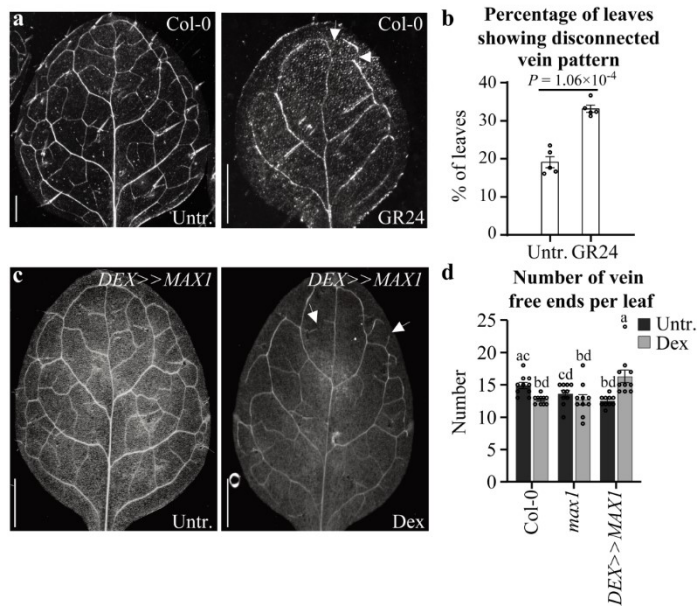 a
Col-0
Untr.
Col-0
GR24
b
Percentage of leaves
showing disconnected
vein pattern
P = 1.06×10⁻⁴
% of leaves
40
30
20
10
0
Untr. GR24
c
DEX>>MAX1
Untr.
DEX>>MAX1
Dex
d
Number of vein
free ends per leaf
Untr.
Dex
Number
25
20
15
10
5
0
ac
bd
cd
bd
bd
a
Col-0
max1
DEX>>MAX1